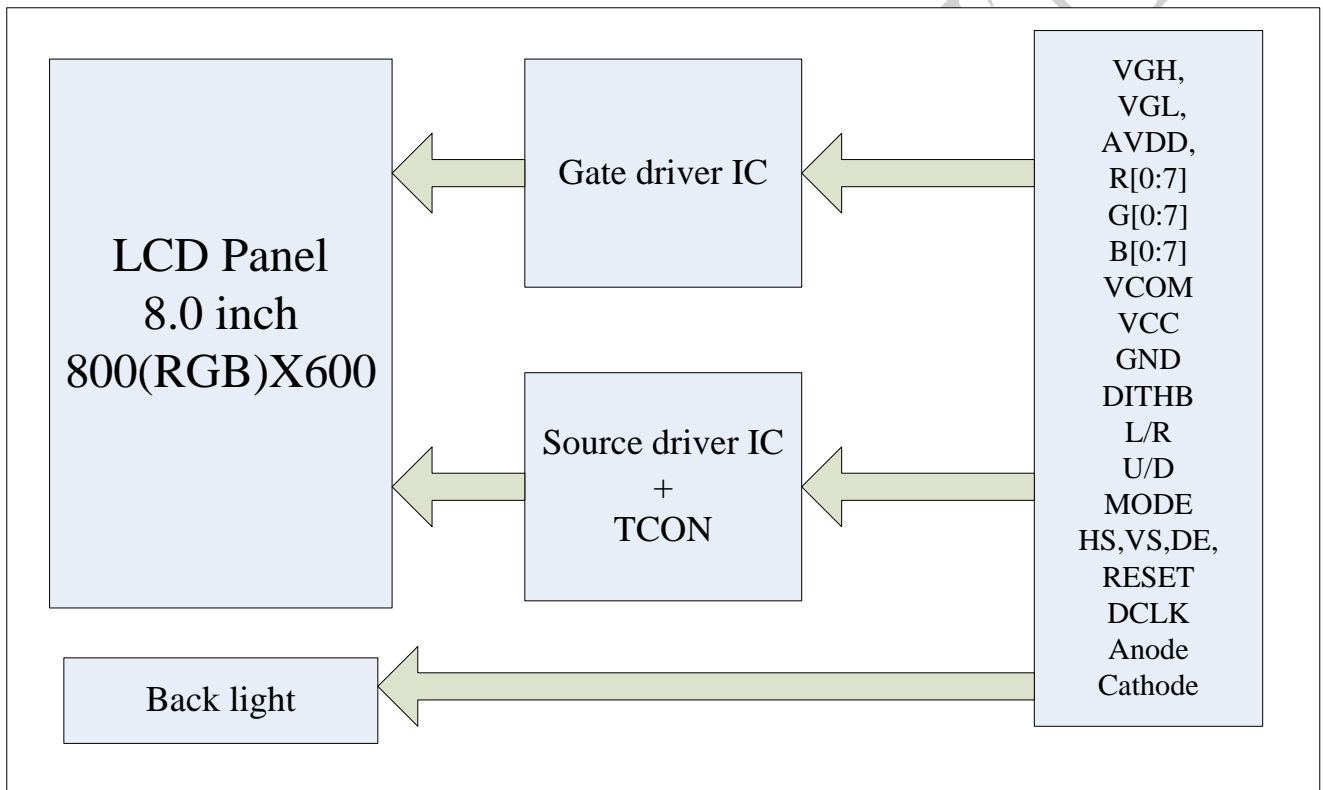 LCD Panel
8.0 inch
800(RGB)X600
Gate driver IC
Source driver IC
+
TCON
Back light
VGH,
VGL,
AVDD,
R[0:7]
G[0:7]
B[0:7]
VCOM
VCC
GND
DITHB
L/R
U/D
MODE
HS,VS,DE,
RESET
DCLK
Anode
Cathode